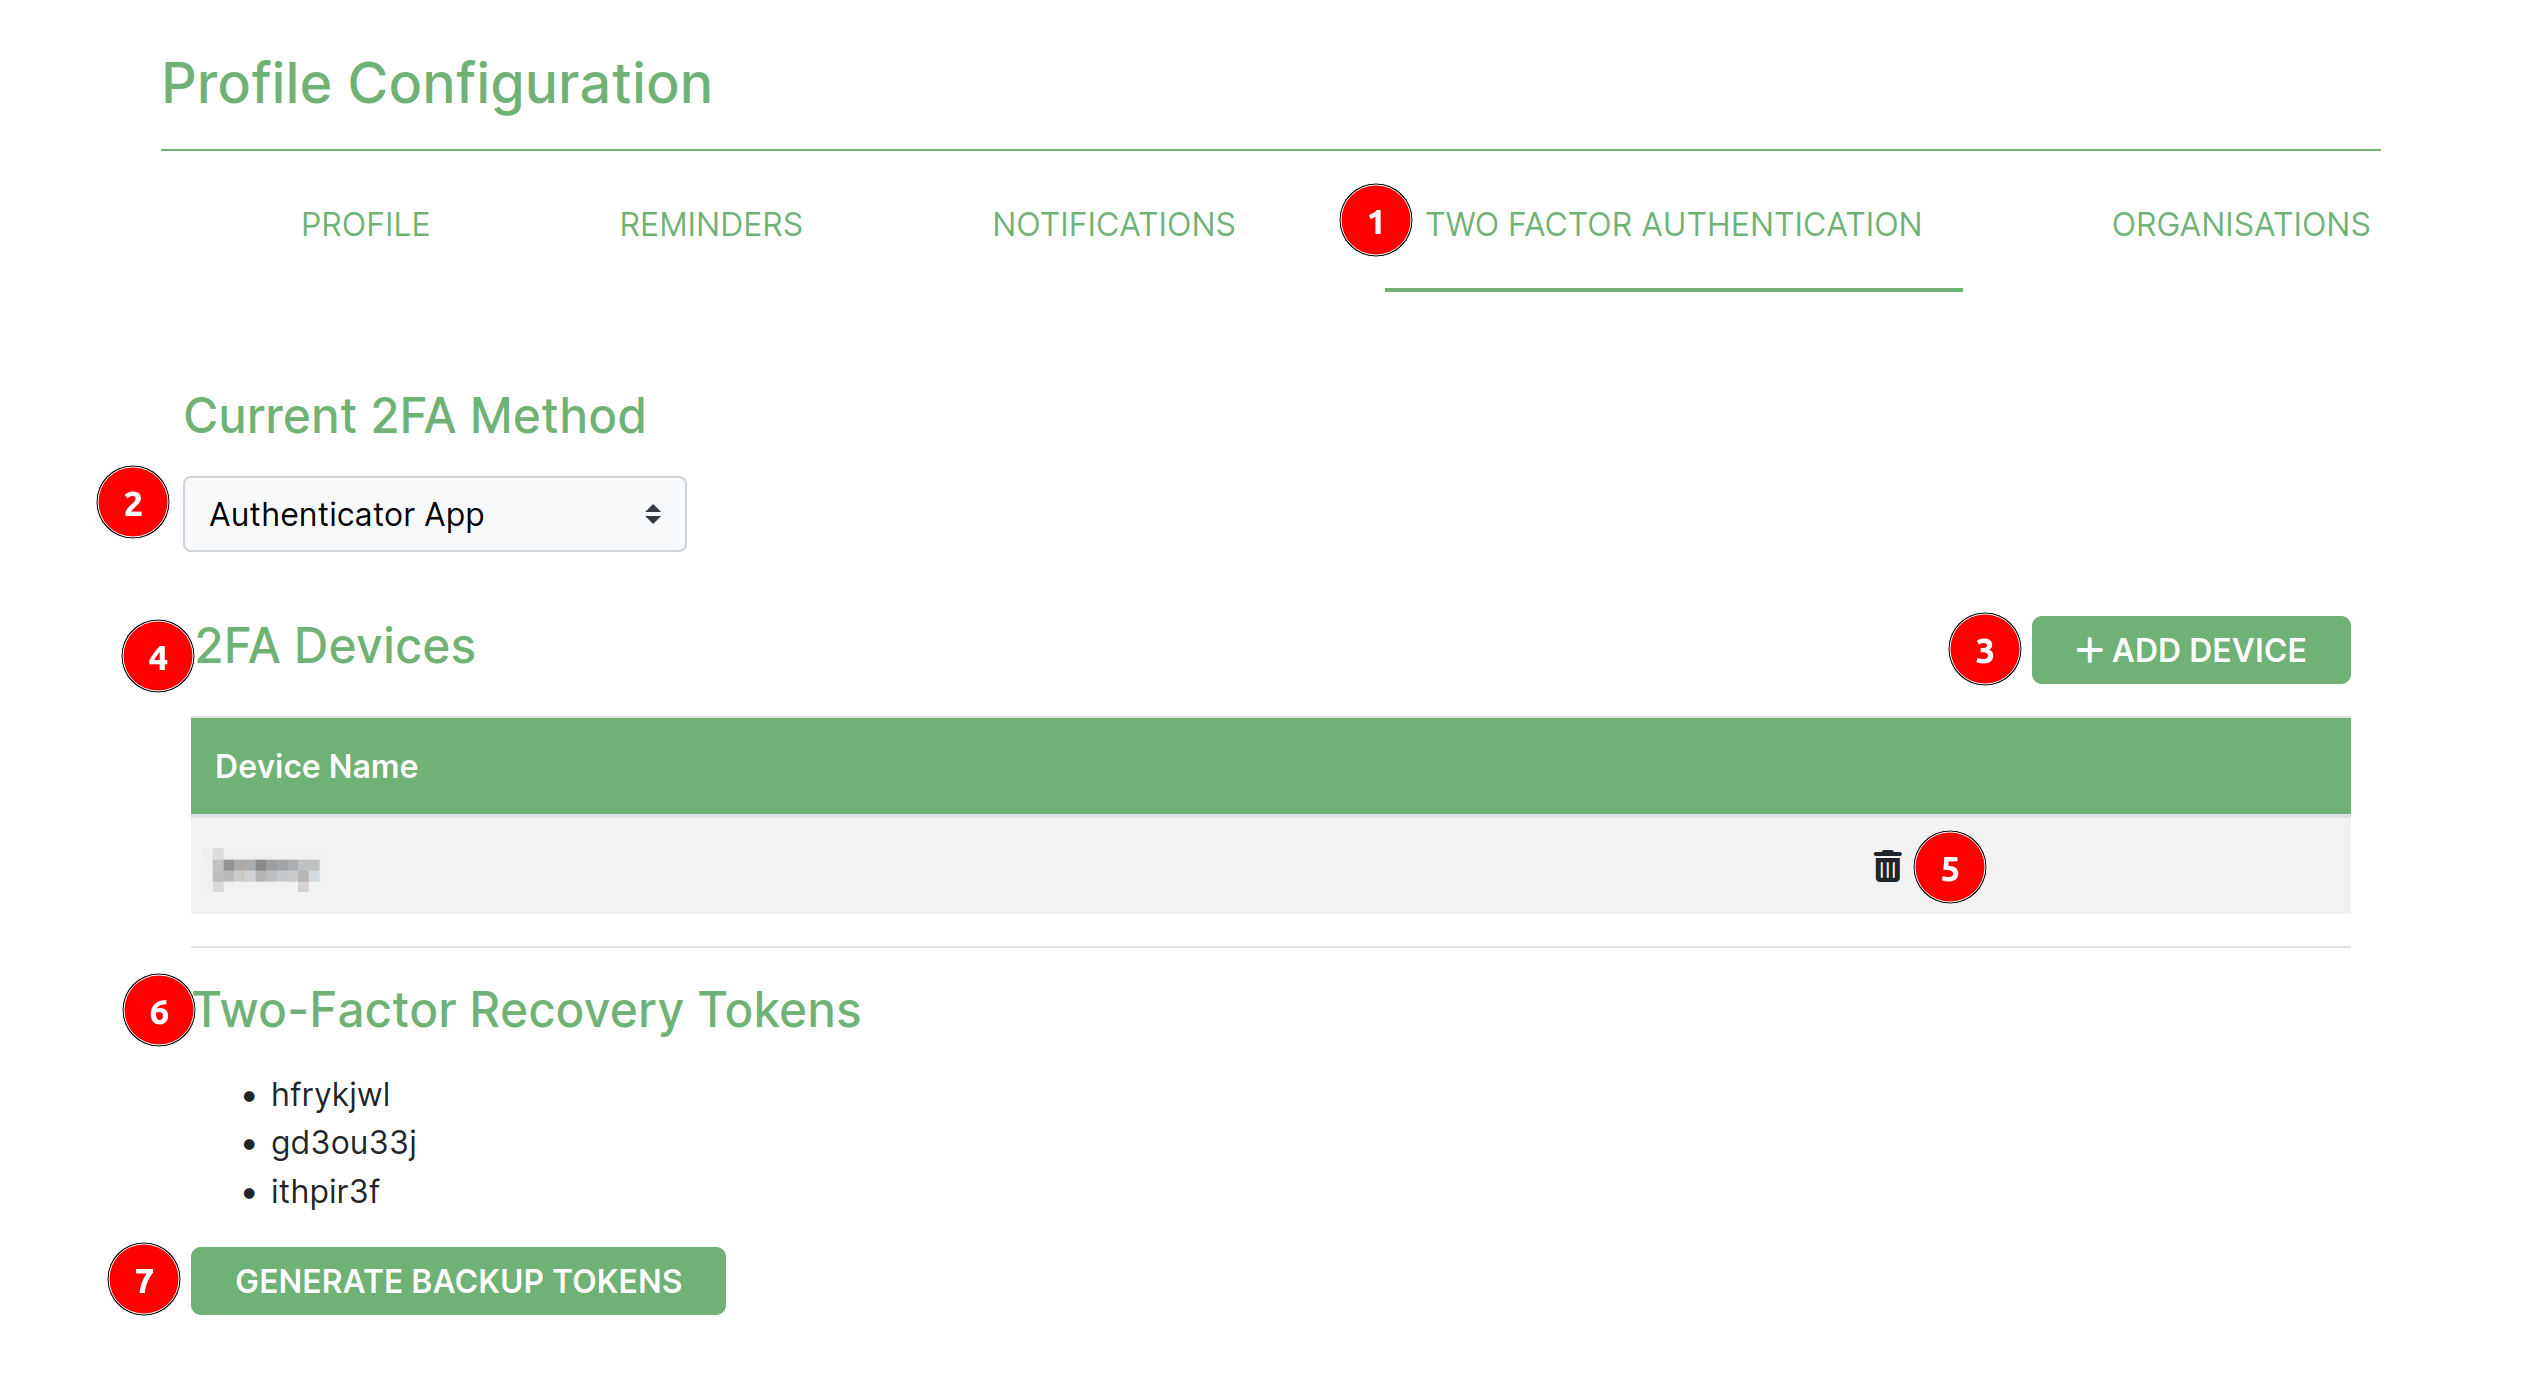 Profile Configuration
PROFILE REMINDERS NOTIFICATIONS 1 TWO FACTOR AUTHENTICATION ORGANISATIONS
Current 2FA Method
2 Authenticator App
4 2FA Devices 3 + ADD DEVICE
Device Name
5
6 Two-Factor Recovery Tokens
• hfrykjwl
• gd3ou33j
• ithpir3f
7 GENERATE BACKUP TOKENS